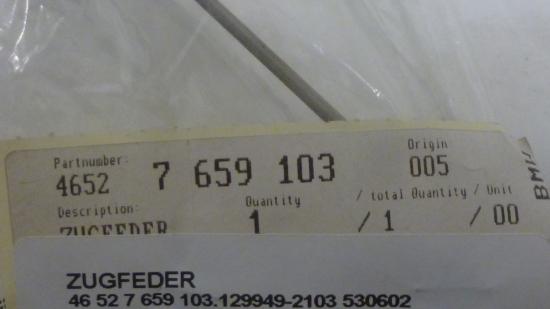 Partnumber: Origin
4652 7 659 103 005
Description: Quantity / total Quantity / Unit
ZUGFEDER 1 / 1 / 00
BMW
ZUGFEDER
46 52 7 659 103.129949-2103 530602